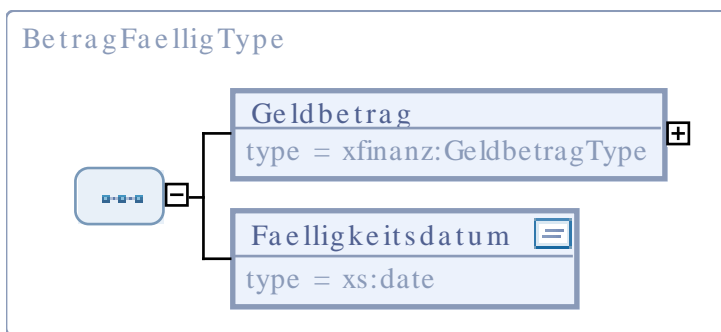 BetragFaelligType
Geldbetrag
type = xfinanz:GeldbetragType
Faelligkeitsdatum
type = xs:date